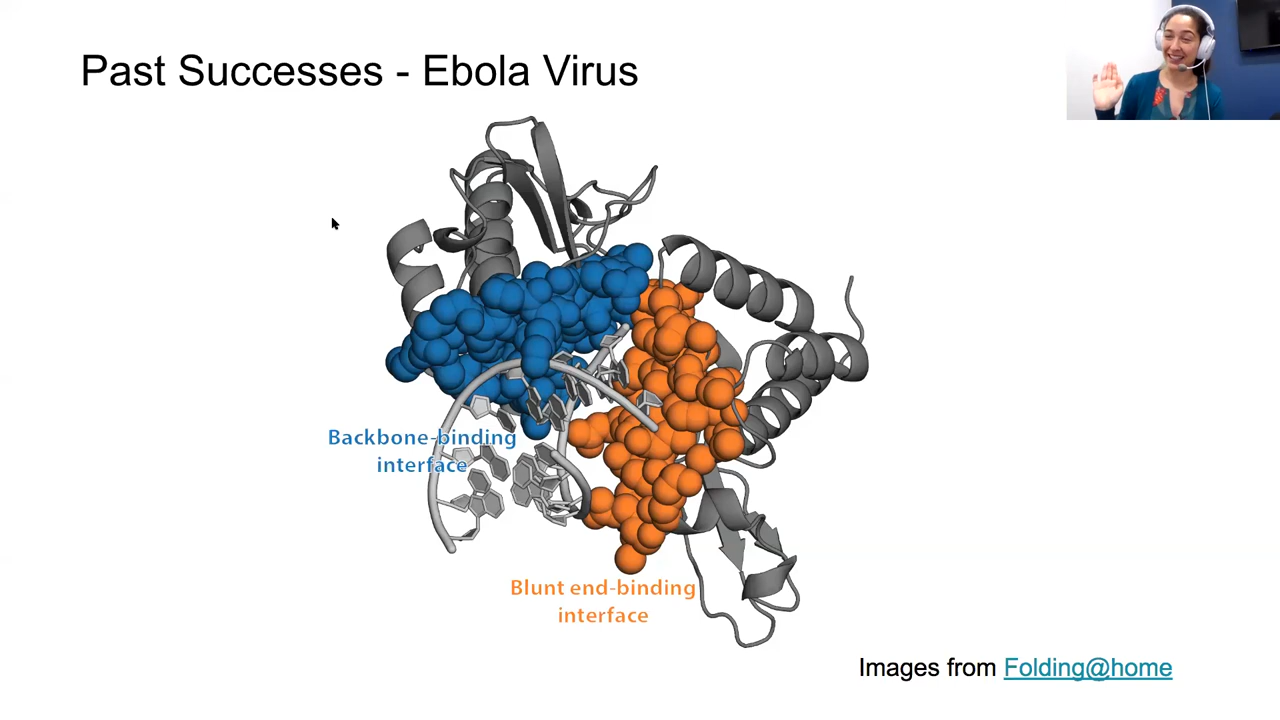 Past Successes - Ebola Virus
Backbone-binding
interface
Blunt end-binding
interface
Images from Folding@home